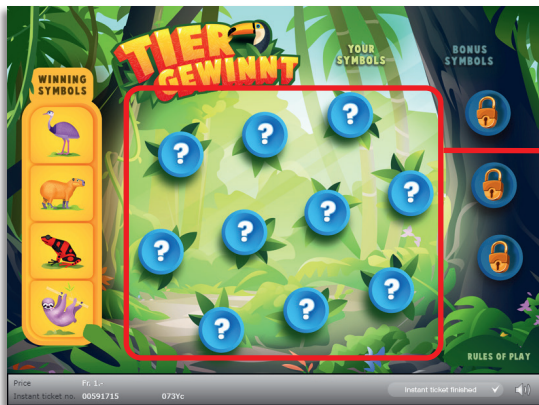 TIER-
GEWINNT
YOUR
SYMBOLS
BONUS
SYMBOLS
WINNING
SYMBOLS
?
?
?
?
?
?
?
?
?
?
RULES OF PLAY
Price Fr. 1.-
Instant ticket finished
Instant ticket no. 00591715 073Yc